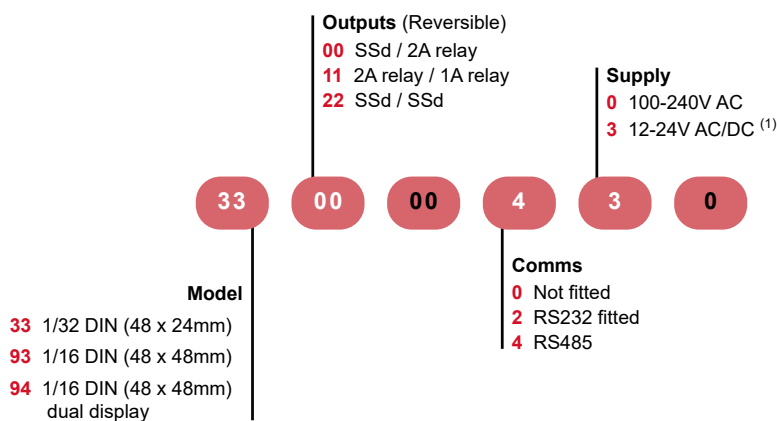 Outputs (Reversible)
00 SSd / 2A relay
11 2A relay / 1A relay
22 SSd / SSd
Supply
0 100-240V AC
3 12-24V AC/DC (1)
33 00 00 4 3 0
Model
33 1/32 DIN (48 x 24mm)
93 1/16 DIN (48 x 48mm)
94 1/16 DIN (48 x 48mm)
dual display
Comms
0 Not fitted
2 RS232 fitted
4 RS485